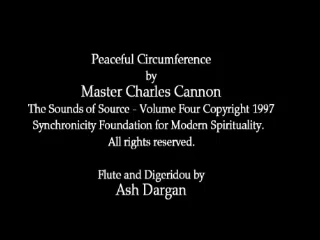 Peaceful Circumference
by
Master Charles Cannon
The Sounds of Source - Volume Four Copyright 1997
Synchronicity Foundation for Modern Spirituality.
All rights reserved.
Flute and Digeridou by
Ash Dargan